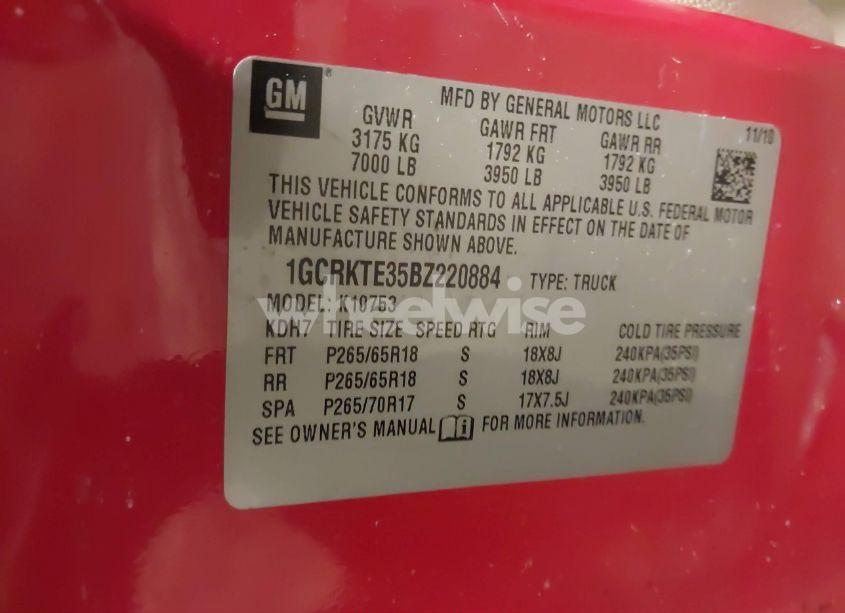 GM®
MFD BY GENERAL MOTORS LLC
11/10
GVWR GAWR FRT GAWR RR
3175 KG 1792 KG 1792 KG
7000 LB 3950 LB 3950 LB
THIS VEHICLE CONFORMS TO ALL APPLICABLE U.S. FEDERAL MOTOR
VEHICLE SAFETY STANDARDS IN EFFECT ON THE DATE OF
MANUFACTURE SHOWN ABOVE.
1GCRKTE35BZ220884 TYPE: TRUCK
wheelwise
MODEL: K10753
KDH7 TIRE SIZE SPEED RTG RIM COLD TIRE PRESSURE
FRT P265/65R18 S 18X8J 240KPA(35PSI)
RR P265/65R18 S 18X8J 240KPA(35PSI)
SPA P265/70R17 S 17X7.5J 240KPA(35PSI)
SEE OWNER'S MANUAL i FOR MORE INFORMATION.